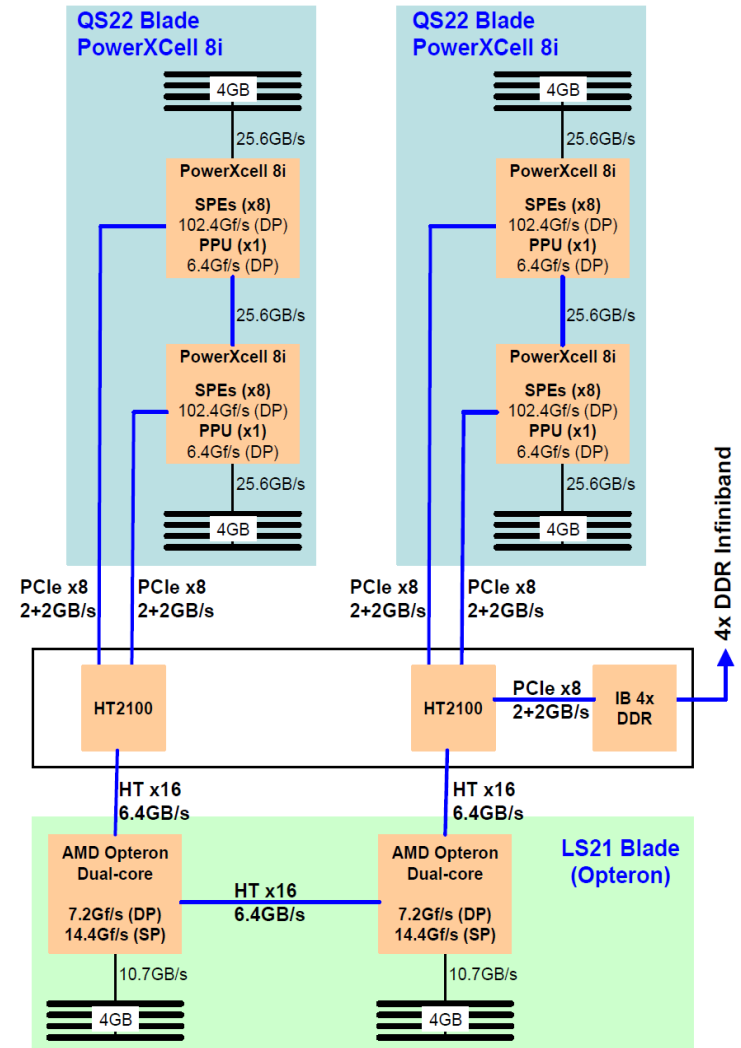 QS22 Blade
PowerXCell 8i
4GB
25.6GB/s
PowerXcell 8i
SPEs (x8)
102.4Gf/s (DP)
PPU (x1)
6.4Gf/s (DP)
25.6GB/s
PowerXcell 8i
SPEs (x8)
102.4Gf/s (DP)
PPU (x1)
6.4Gf/s (DP)
25.6GB/s
4GB
QS22 Blade
PowerXCell 8i
4GB
25.6GB/s
PowerXcell 8i
SPEs (x8)
102.4Gf/s (DP)
PPU (x1)
6.4Gf/s (DP)
25.6GB/s
PowerXcell 8i
SPEs (x8)
102.4Gf/s (DP)
PPU (x1)
6.4Gf/s (DP)
25.6GB/s
4GB
PCIe x8
2+2GB/s
PCIe x8
2+2GB/s
PCIe x8
2+2GB/s
PCIe x8
2+2GB/s
4x DDR Infiniband
HT2100
HT2100
PCIe x8
2+2GB/s
IB 4x
DDR
HT x16
6.4GB/s
HT x16
6.4GB/s
LS21 Blade
(Opteron)
AMD Opteron
Dual-core
7.2Gf/s (DP)
14.4Gf/s (SP)
HT x16
6.4GB/s
AMD Opteron
Dual-core
7.2Gf/s (DP)
14.4Gf/s (SP)
10.7GB/s
4GB
10.7GB/s
4GB